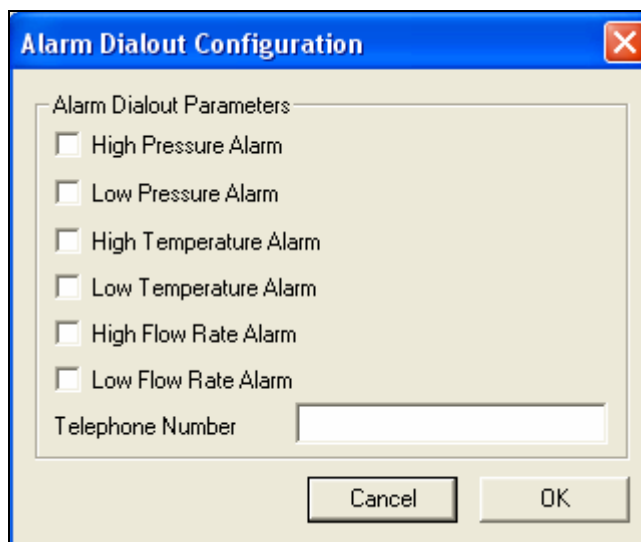 Alarm Dialout Configuration
Alarm Dialout Parameters
High Pressure Alarm
Low Pressure Alarm
High Temperature Alarm
Low Temperature Alarm
High Flow Rate Alarm
Low Flow Rate Alarm
Telephone Number
Cancel OK